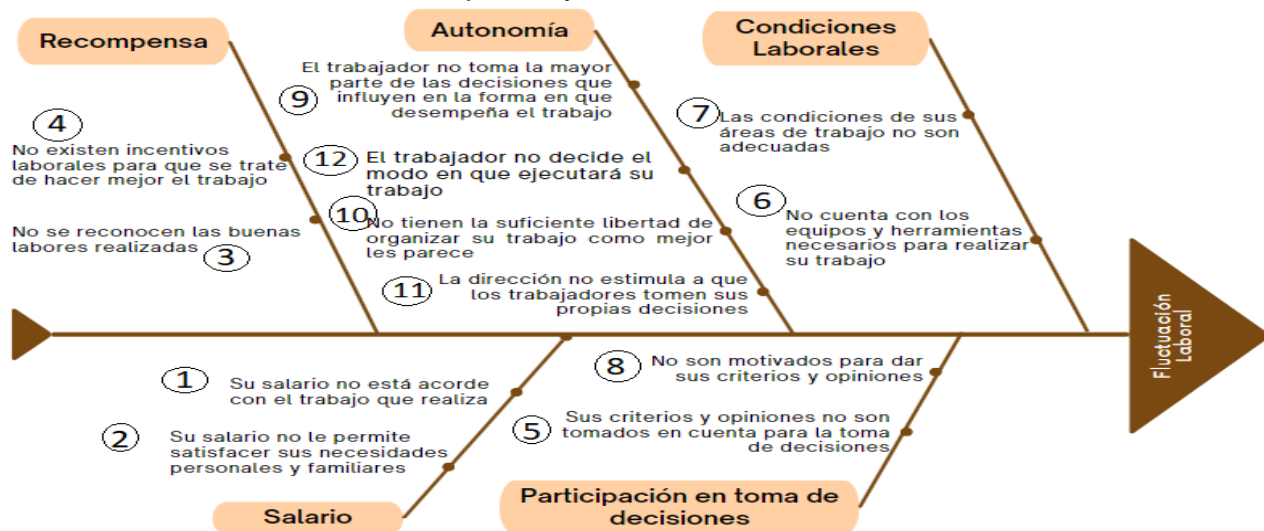 Recompensa
4
No existen incentivos
laborales para que se trate
de hacer mejor el trabajo
No se reconocen las buenas
labores realizadas
3
Autonomía
9
El trabajador no toma la mayor
parte de las decisiones que
influyen en la forma en que
desempeña el trabajo
12
El trabajador no decide el
modo en que ejecutará su
trabajo
10
No tienen la suficiente libertad de
organizar su trabajo como mejor
les parece
11
La dirección no estimula a que
los trabajadores tomen sus
propias decisiones
Condiciones
Laborales
7
Las condiciones de sus
áreas de trabajo no son
adecuadas
6
No cuenta con los
equipos y herramientas
necesarios para realizar
su trabajo
Fluctuación
Laboral
1
Su salario no está acorde
con el trabajo que realiza
2
Su salario no le permite
satisfacer sus necesidades
personales y familiares
Salario
8
No son motivados para dar
sus criterios y opiniones
5
Sus criterios y opiniones no son
tomados en cuenta para la toma
de decisiones
Participación en toma de
decisiones